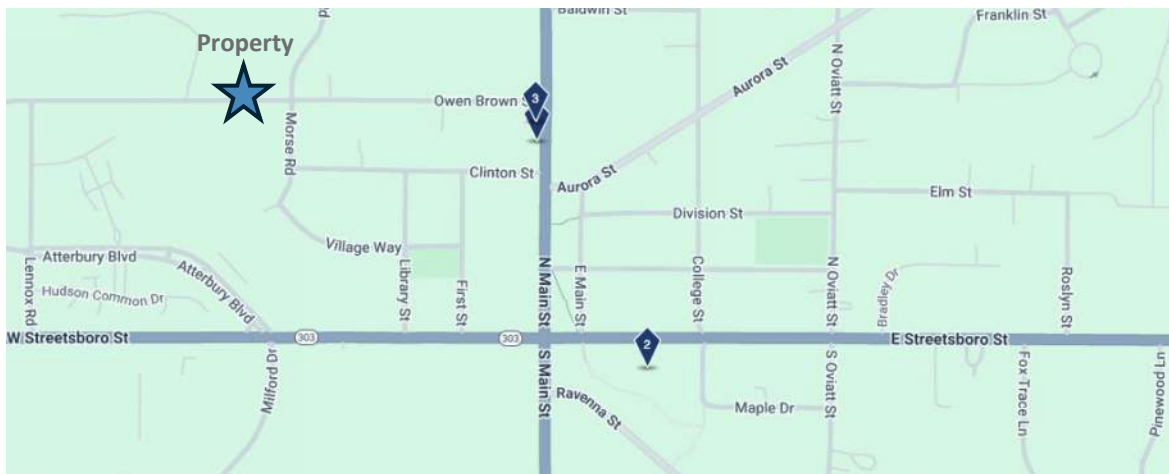 Baldwin St
Franklin St
Rd
Property
N Oviatt St
Aurora St
3
Owen Brown St
Morse Rd
Clinton St
Aurora St
Elm St
Division St
Village Way
Atterbury Blvd
Atterbury Blvd
Lennox Rd
Hudson Common Dr
Library St
First St
N Main St
E Main St
College St
N Oviatt St
Bradley Dr
Roslyn St
W Streetsboro St
303
303
2
E Streetsboro St
Milford Dr
S Main St
Ravenna St
Maple Dr
S Oviatt St
Fox Trace Ln
Pinewood Ln